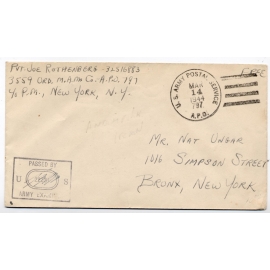 PVT. JOE ROTHENBERG
3559 ORD. M.A.M. Co. A.P.O. 797
c/o P.M., NEW YORK, N.Y.
FREE
U.S. ARMY POSTAL SERVICE
MAR
14
1944
797
A.P.O.
MR. NAT UNGAR
1016 SIMPSON STREET
BRONX, NEW YORK
PASSED BY
U S
ARMY EXAMINER